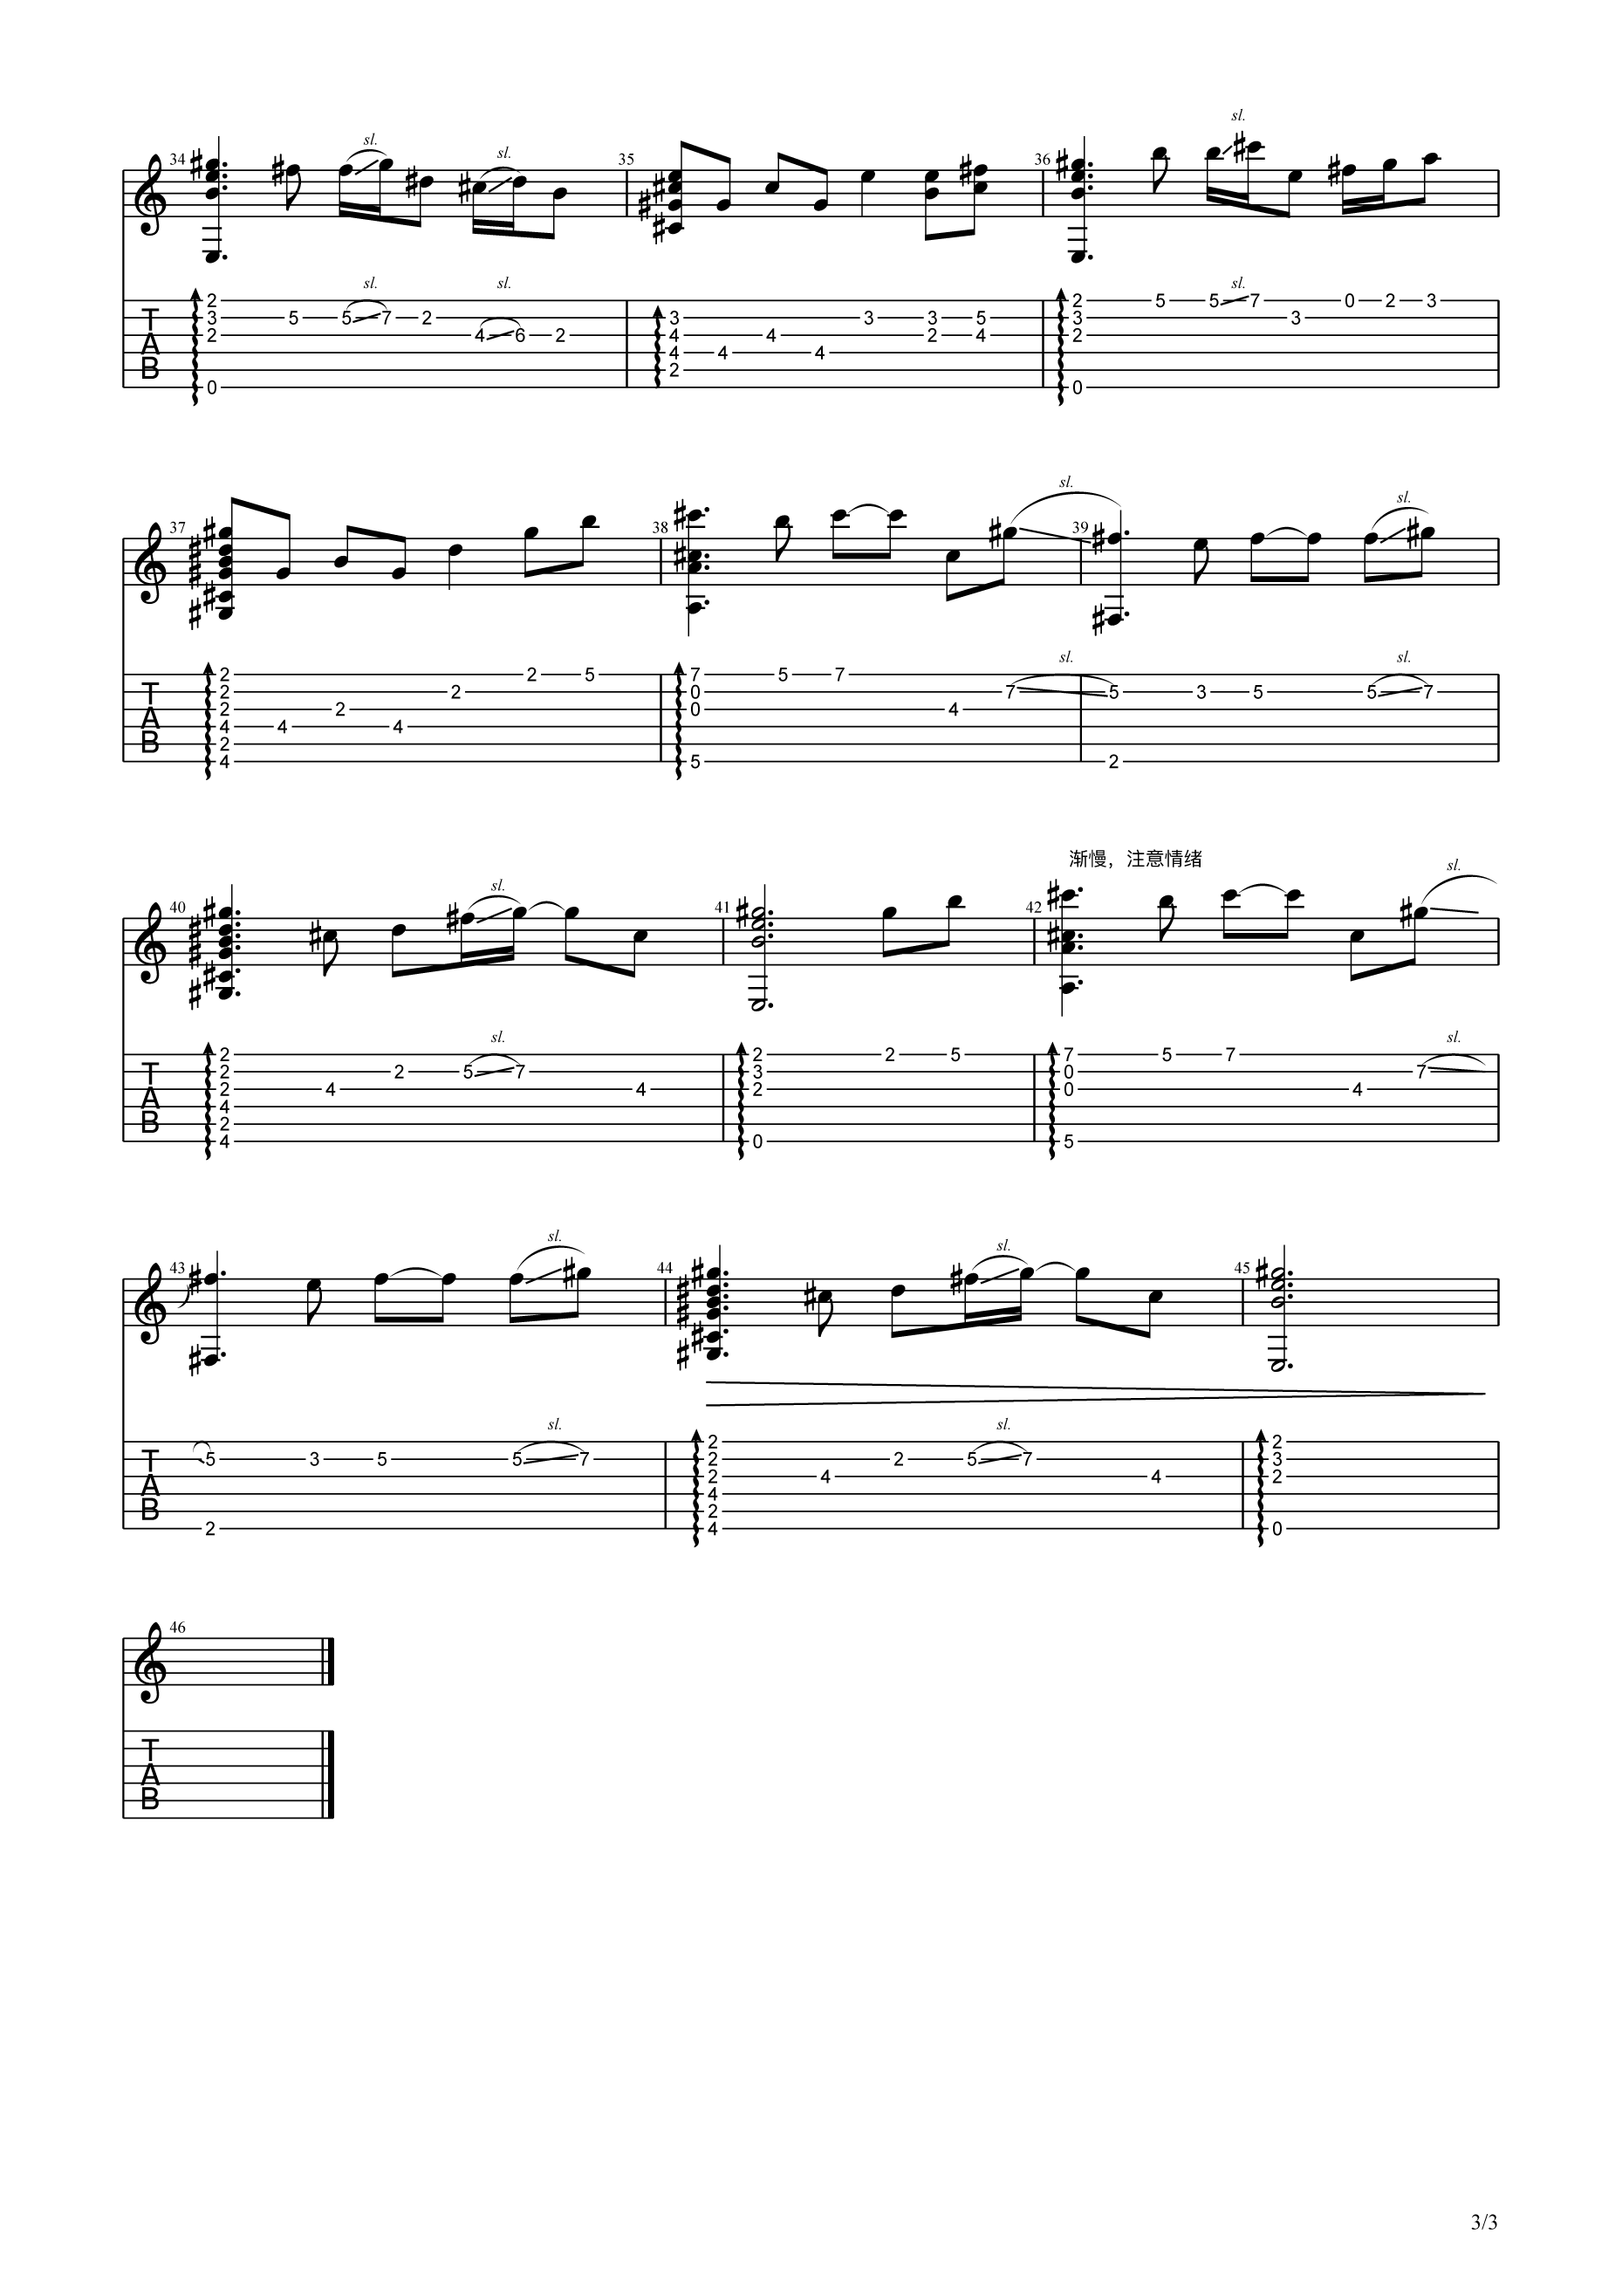 34 sl. sl. 35 36 sl.
sl. sl. sl.
T 2 5 5 7 2 4 6 2 3 4 3 3 5 2 5 5 7 3 0 2 3
A 3 4 4 4 2 4 3
B 2 4 2
0 2 0
37 38 sl. 39 sl.
sl. sl.
T 2 2 5 7 5 7
A 2 2 0 7 5 3 5 5 7
B 2 2 0 4
4 4 4
2
4 5 2
渐慢，注意情绪
40 sl. 41 42 sl.
sl. sl.
T 2 2 2 5 7 5 7
A 2 2 5 7 3 0 7
B 2 4 4 2 0 4
4
2
4 0 5
43 sl. 44 sl. 45
sl. sl.
T 2 2
A 5 3 5 5 7 2 2 5 7 3
B 2 4 4 2
4
2
2 4 0
46
T
A
B
3/3